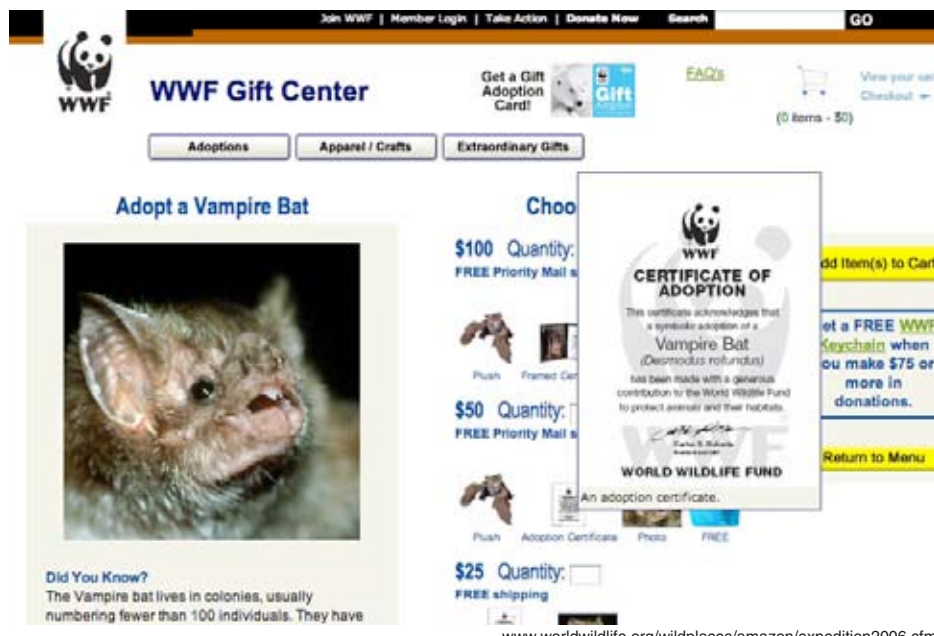 Join WWF | Member Login | Take Action | Donate Now Search GO
WWF
WWF Gift Center
Get a Gift
Adoption
Card!
Gift
FAQ's
View your
Checkout
(0 items - $0)
Adoptions
Apparel / Crafts
Extraordinary Gifts
Adopt a Vampire Bat
Did You Know?
The Vampire bat lives in colonies, usually
numbering fewer than 100 individuals. They have
Choo
$100 Quantity:
FREE Priority Mail s
Plush Framed Cer
$50 Quantity:
FREE Priority Mail s
Plush Adoption Certificate Photo FREE
$25 Quantity:
FREE shipping
WWF
CERTIFICATE OF
ADOPTION
This certificate acknowledges that
a symbolic adoption of a
Vampire Bat
(Desmodus rotundus)
has been made with a generous
contribution to the World Wildlife Fund
to protect animals and their habitats.
WORLD WILDLIFE FUND
An adoption certificate.
dd Item(s) to Cart
et a FREE WWF
Keychain when
ou make $75 or
more in
donations.
Return to Menu
www.worldwildlife.org/wildplaces/amazon/expedition2006.cfm